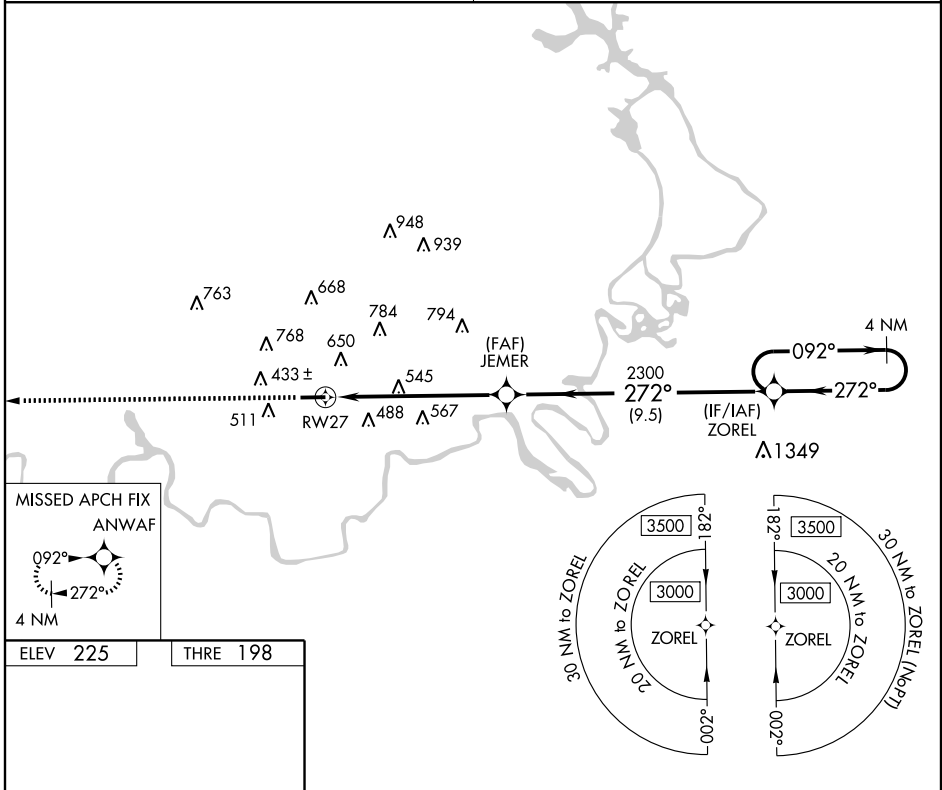 948
939
763
668
784
794
768
650
(FAF)
JEMER
4 NM
092°
433 ±
545
2300
272°
(9.5)
272°
511
RW27
488
567
(IF/IAF)
ZOREL
1349
MISSED APCH FIX
ANWAF
092°
272°
4 NM
3500
182°
30 NM to ZOREL
20 NM to ZOREL
3000
ZOREL
002°
182°
3500
30 NM to ZOREL (NoPT)
20 NM to ZOREL
3000
ZOREL
002°
ELEV 225
THRE 198